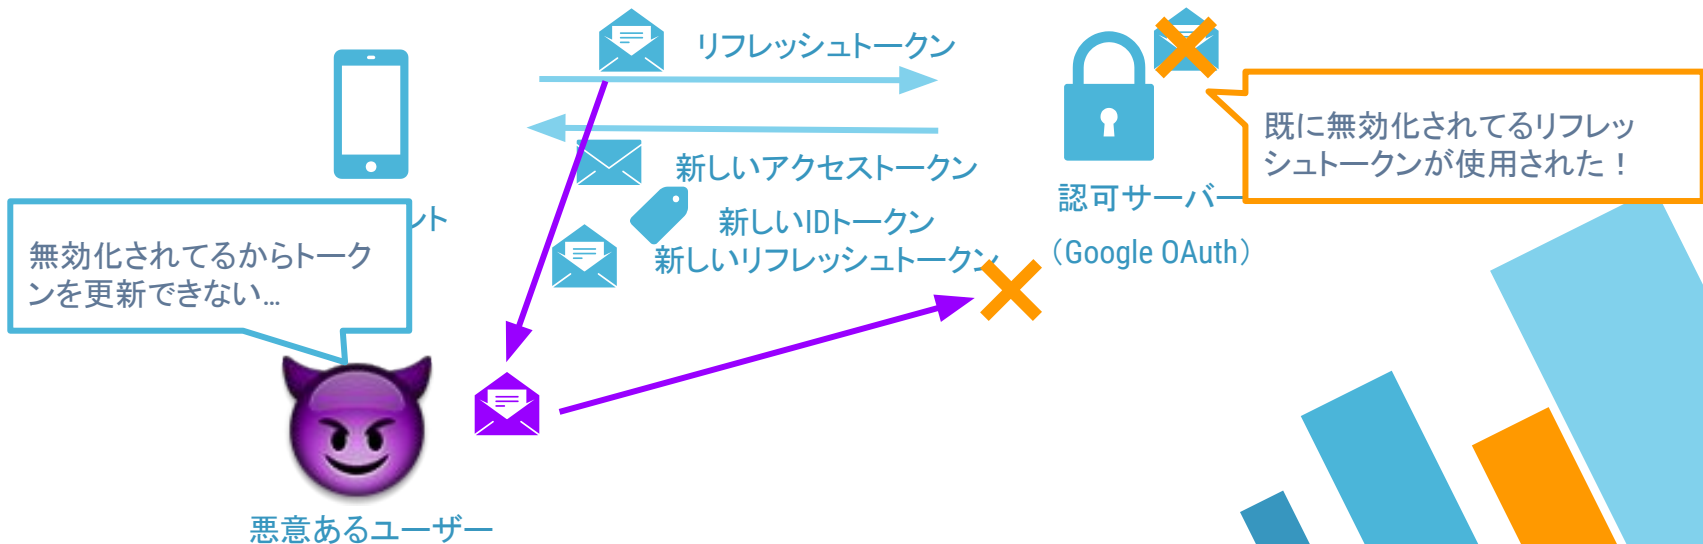 リフレッシュトークン
既に無効化されてるリフレッ
シュトークンが使用された！
新しいアクセストークン
認可サーバー
ント
新しいIDトークン
（Google OAuth）
新しいリフレッシュトークン
無効化されてるからトーク
ンを更新できない…
悪意あるユーザー